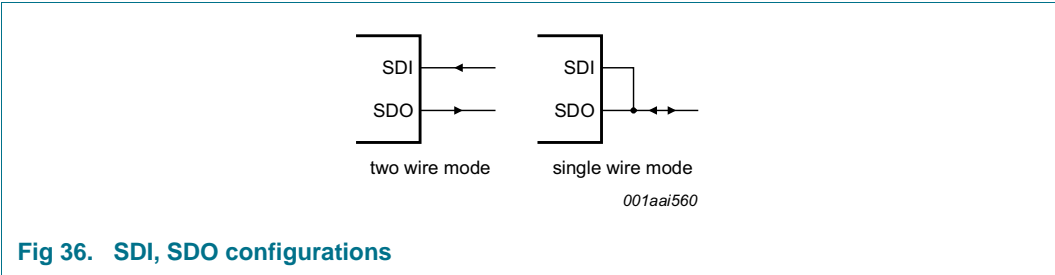 SDI
SDO
two wire mode
SDI
SDO
single wire mode
001aai560
Fig 36. SDI, SDO configurations